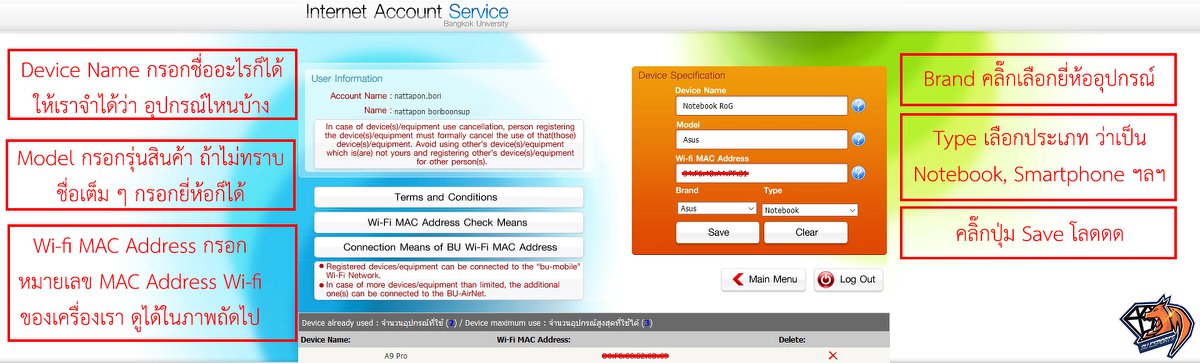 Internet Account Service
Bangkok University
Device Name กรอกชื่ออะไรก็ได้
ให้เราจำได้ว่า อุปกรณ์ไหนบ้าง
Model กรอกรุ่นสินค้า ถ้าไม่ทราบ
ชื่อเต็ม ๆ กรอกยี่ห้อก็ได้
Wi-fi MAC Address กรอก
หมายเลข MAC Address Wi-fi
ของเครื่องเรา ดูได้ในภาพถัดไป
User Information
Account Name : nattapon.bori
Name : nattapon borboonsup
In case of device(s)/equipment use cancellation, person registering
the device(s)/equipment must formally cancel the use of that(those)
device(s)/equipment. Avoid using other's device(s)/equipment
which is(are) not yours and registering other's device(s)/equipment
for other person(s).
Terms and Conditions
Wi-Fi MAC Address Check Means
Connection Means of BU Wi-Fi MAC Address
Registered devices/equipment can be connected to the "bu-mobile"
Wi-Fi Network.
In case of more devices/equipment than limited, the additional
one(s) can be connected to the BU-AirNet.
Device Specification
Device Name
Notebook RoG
Model
Asus
Wi-fi MAC Address
Brand Type
Asus Notebook
Save Clear
Main Menu Log Out
Brand คลิ๊กเลือกยี่ห้ออุปกรณ์
Type เลือกประเภท ว่าเป็น
Notebook, Smartphone ฯลฯ
คลิ๊กปุ่ม Save โลดดด
Device already used : จำนวนอุปกรณ์ที่ใช้ ( 2 ) / Device maximum use : จำนวนอุปกรณ์สูงสุดที่ใช้ได้ ( 3 )
Device Name: Wi-Fi MAC Address: Delete:
A9 Pro